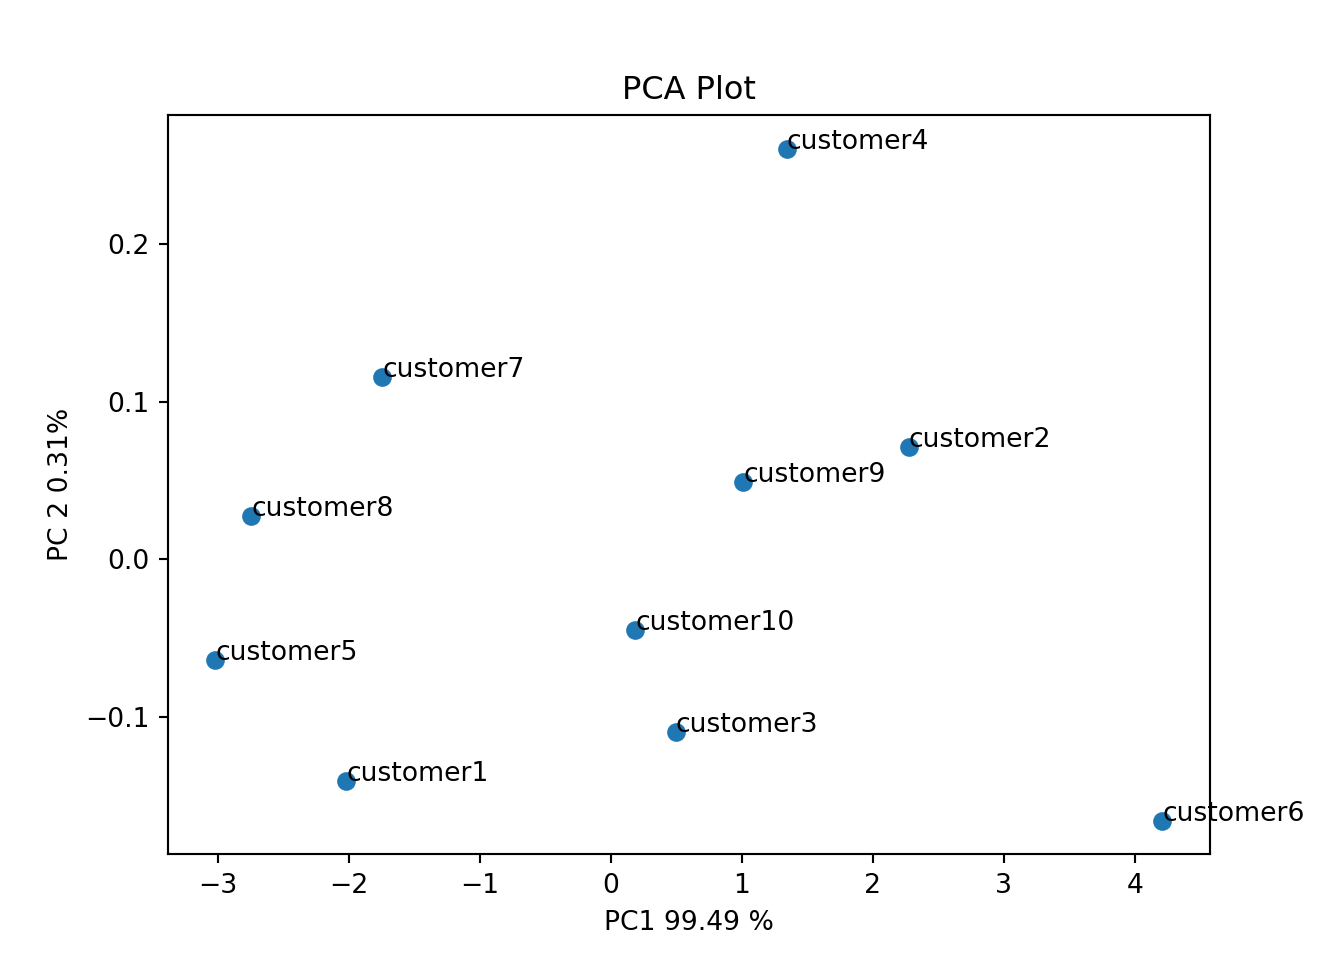 PCA Plot
customer4
0.2
customer7
0.1
customer2
customer9
customer8
0.0
customer10
customer5
−0.1
customer3
customer1
customer6
PC 2 0.31%
−3 −2 −1 0 1 2 3 4
PC1 99.49 %